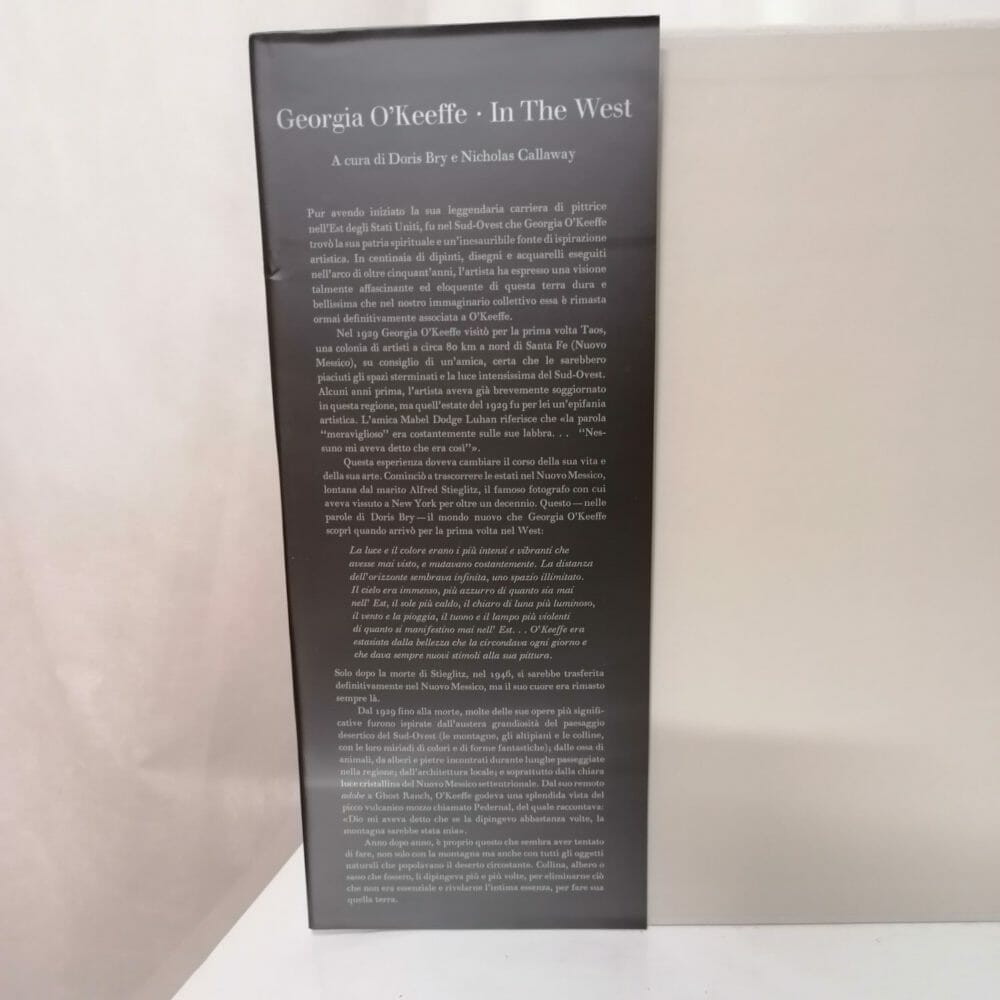 Georgia O'Keeffe · In The West
A cura di Doris Bry e Nicholas Callaway
Pur avendo iniziato la sua leggendaria carriera di pittrice
nell'Est degli Stati Uniti, fu nel Sud-Ovest che Georgia O'Keeffe
trovò la sua patria spirituale e un'inesauribile fonte di ispirazione
artistica. In centinaia di dipinti, disegni e acquarelli eseguiti
nell'arco di oltre cinquant'anni, l'artista ha espresso una visione
talmente affascinante ed eloquente di questa terra dura e
bellissima che nel nostro immaginario collettivo essa è rimasta
ormai definitivamente associata a O'Keeffe.
Nel 1929 Georgia O'Keeffe visitò per la prima volta Taos,
una colonia di artisti a circa 80 km a nord di Santa Fe (Nuovo
Messico), su consiglio di un'amica, certa che le sarebbero
piaciuti gli spazi sterminati e la luce intensissima del Sud-Ovest.
Alcuni anni prima, l'artista aveva già brevemente soggiornato
in questa regione, ma quell'estate del 1929 fu per lei un'epifania
artistica. L'amica Mabel Dodge Luhan riferisce che «la parola
“meraviglioso” era costantemente sulle sue labbra. . . “Nes-
suno mi aveva detto che era così”».
Questa esperienza doveva cambiare il corso della sua vita e
della sua arte. Cominciò a trascorrere le estati nel Nuovo Messico,
lontana dal marito Alfred Stieglitz, il famoso fotografo con cui
aveva vissuto a New York per oltre un decennio. Questo—nelle
parole di Doris Bry—il mondo nuovo che Georgia O'Keeffe
scoprì quando arrivò per la prima volta nel West:
La luce e il colore erano i più intensi e vibranti che
avesse mai visto, e mutavano costantemente. La distanza
dell'orizzonte sembrava infinita, uno spazio illimitato.
Il cielo era immenso, più azzurro di quanto sia mai
nell' Est, il sole più caldo, il chiaro di luna più luminoso,
il vento e la pioggia, il tuono e il lampo più violenti
di quanto si manifestino mai nell' Est. . . O'Keeffe era
estasiata dalla bellezza che la circondava ogni giorno e
che dava sempre nuovi stimoli alla sua pittura.
Solo dopo la morte di Stieglitz, nel 1946, si sarebbe trasferita
definitivamente nel Nuovo Messico, ma il suo cuore era rimasto
sempre là.
Dal 1929 fino alla morte, molte delle sue opere più signifi-
cative furono ispirate dall'austera grandiosità del paesaggio
desertico del Sud-Ovest (le montagne, gli altipiani e le colline,
con le loro miriadi di colori e di forme fantastiche); dalle ossa di
animali, da alberi e pietre incontrati durante lunghe passeggiate
nella regione; dall'architettura locale; e soprattutto dalla chiara
luce cristallina del Nuovo Messico settentrionale. Dal suo remoto
adobe a Ghost Ranch, O'Keeffe godeva una splendida vista del
picco vulcanico mozzo chiamato Pedernal, del quale raccontava:
«Dio mi aveva detto che se la dipingevo abbastanza volte, la
montagna sarebbe stata mia».
Anno dopo anno, è proprio questo che sembra aver tentato
di fare, non solo con la montagna ma anche con tutti gli oggetti
naturali che popolavano il deserto circostante. Collina, albero o
sasso che fossero, li dipingeva più e più volte, per eliminarne ciò
che non era essenziale e rivelarne l'intima essenza, per fare sua
quella terra.